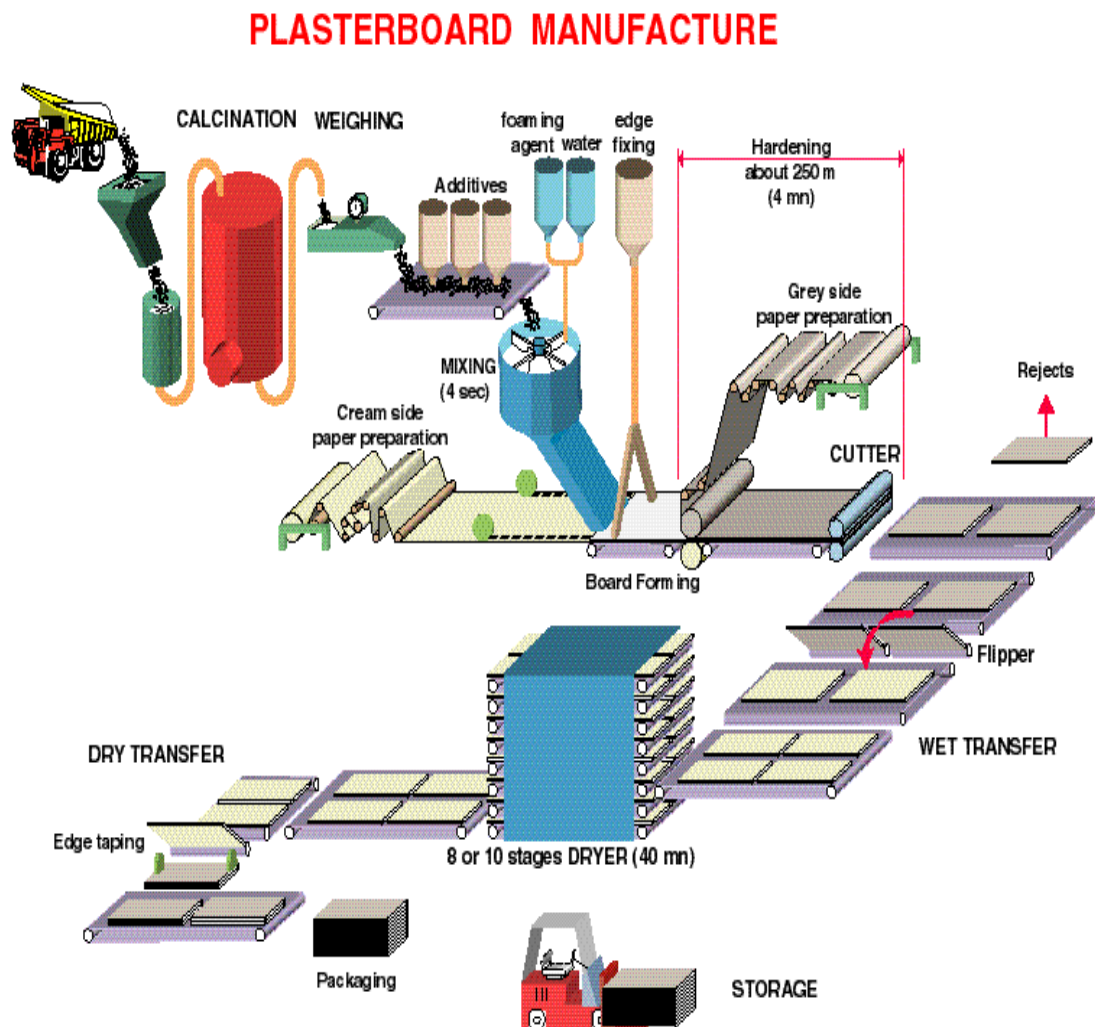 PLASTERBOARD MANUFACTURE
CALCINATION
WEIGHING
foaming
agent
water
edge
fixing
Hardening
about 250 m
(4 mn)
Additives
Grey side
paper preparation
MIXING
(4 sec)
Rejects
Cream side
paper preparation
CUTTER
Board Forming
Flipper
WET TRANSFER
DRY TRANSFER
Edge taping
8 or 10 stages DRYER (40 mn)
Packaging
STORAGE